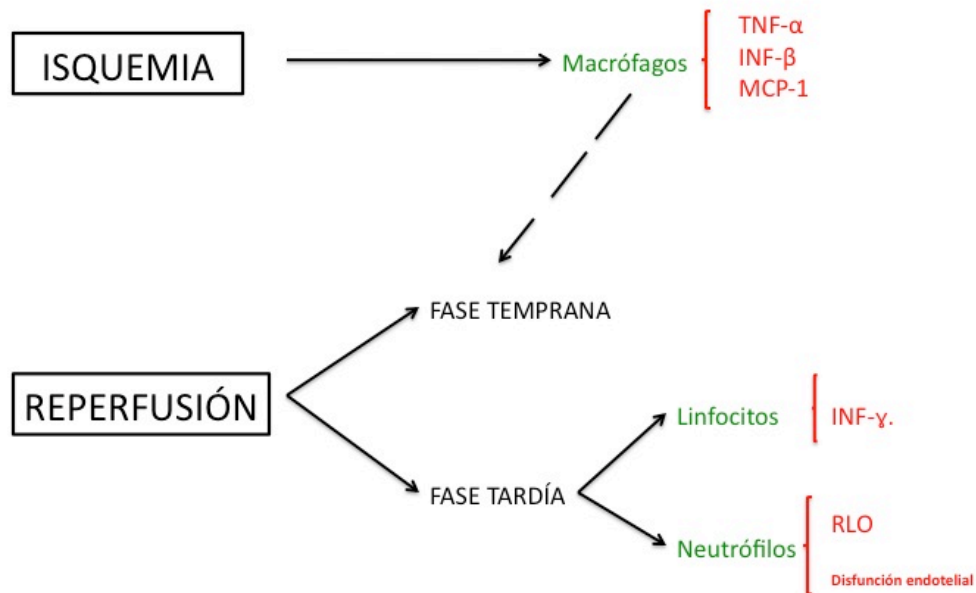 ISQUEMIA
Macrófagos
TNF-α
INF-β
MCP-1
FASE TEMPRANA
REPERFUSIÓN
FASE TARDÍA
Linfocitos
INF-ɣ.
Neutrófilos
RLO
Disfunción endotelial